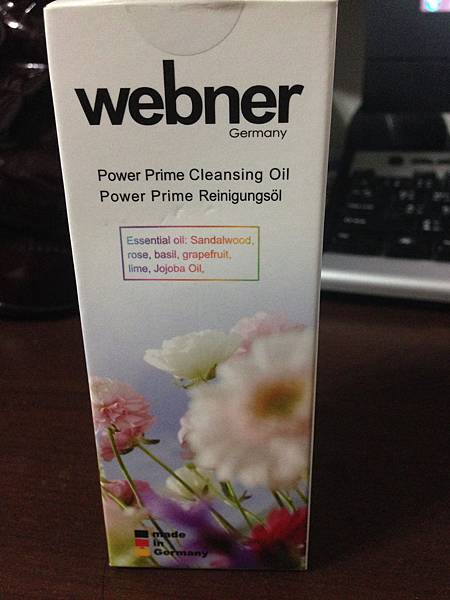 webner
Germany
Power Prime Cleansing Oil
Power Prime Reinigungsöl
Essential oil: Sandalwood,
rose, basil, grapefruit,
lime, Jojoba Oil,
made
in
Germany